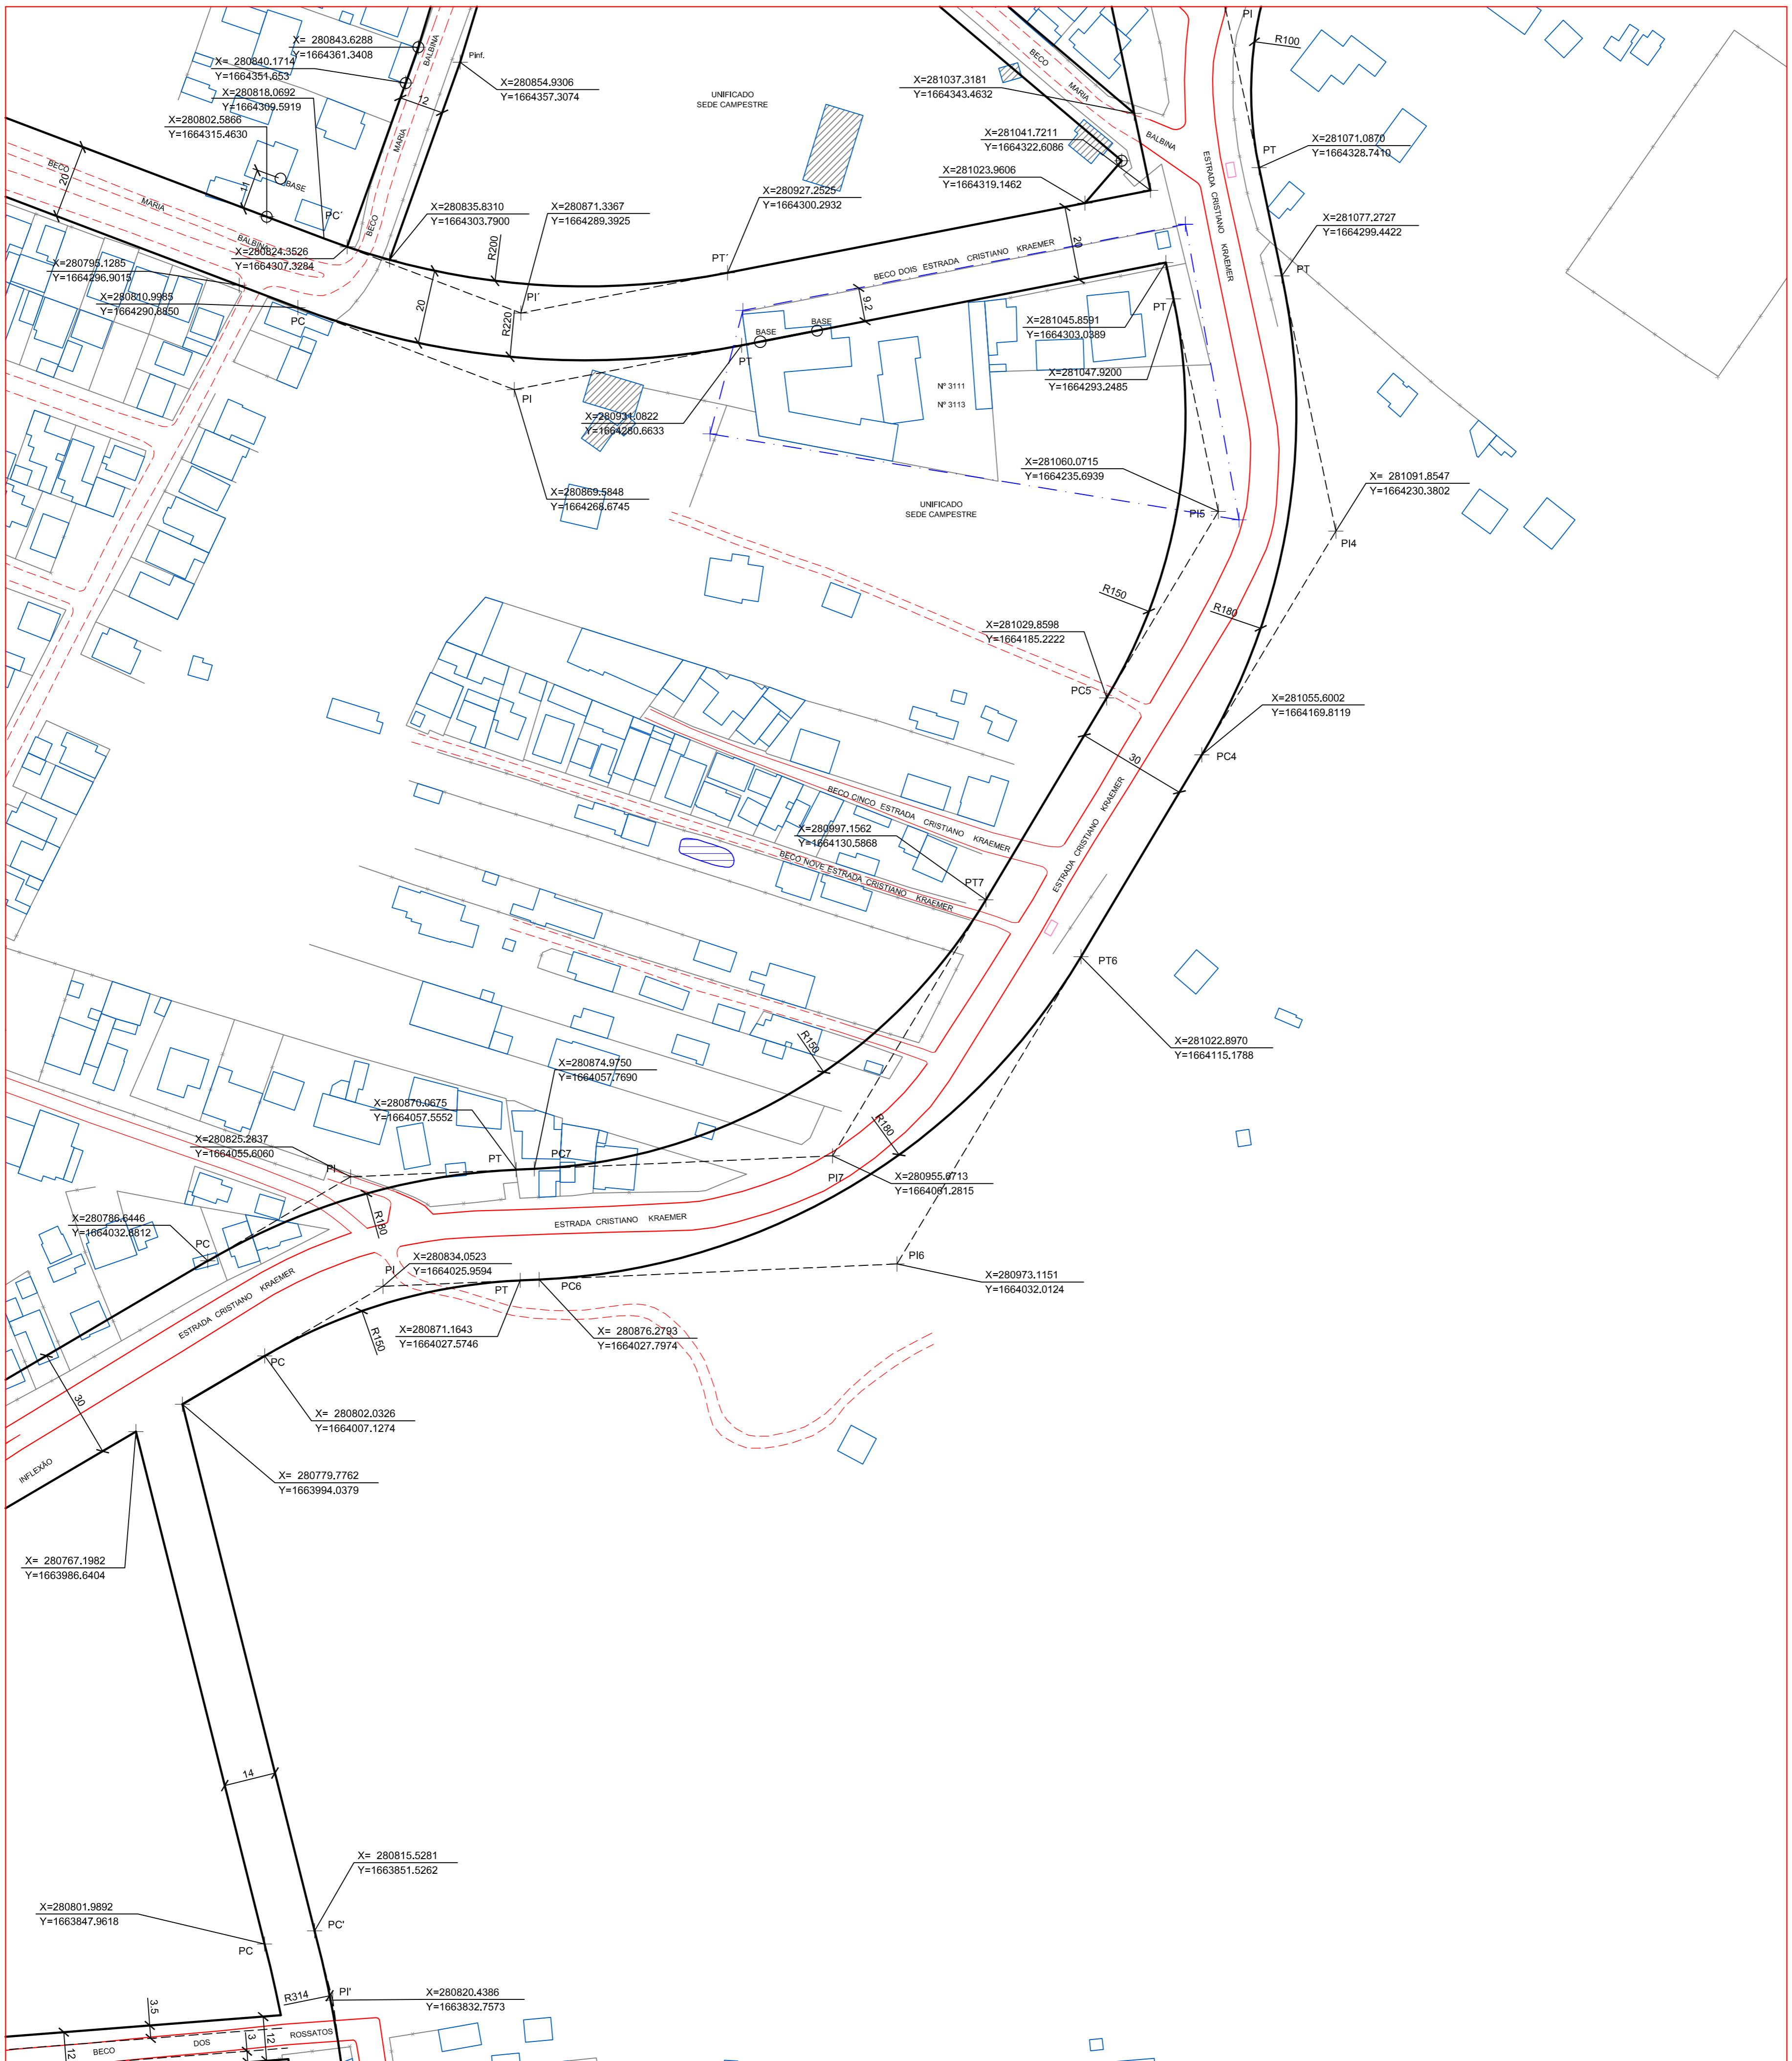 X= 280843.6288
Y=1664361.3408
X= 280840.1714
Y=1664351.653
X=280818.0692
Y=1664309.5919
X=280802.5866
Y=1664315.4630
BALBINA
PInf.
X=280854.9306
Y=1664357.3074
12
MARIA
UNIFICADO
SEDE CAMPESTRE
BECO
MARIA
BALBINA
X=281037.3181
Y=1664343.4632
X=281041.7211
Y=1664322.6086
X=281023.9606
Y=1664319.1462
PI
R100
PT
X=281071.0870
Y=1664328.7410
ESTRADA CRISTIANO KRAEMER
X=281077.2727
Y=1664299.4422
PT
BECO
20
MARIA
11
BASE
PC´
BECO
BALBINA
X=280835.8310
Y=1664303.7900
X=280871.3367
Y=1664289.3925
X=280927.2525
Y=1664300.2932
X=280824.3526
Y=1664307.3284
X=280795.1285
Y=1664296.9015
X=280810.9985
Y=1664290.8850
PC
20
R200
PI´
R220
PT´
BECO DOIS ESTRADA CRISTIANO KRAEMER
20
9.2
BASE
BASE
PT
PI
X=281045.8591
Y=1664303.0389
PT
X=281047.9200
Y=1664293.2485
Nº 3111
Nº 3113
X=280931.0822
Y=1664280.6633
X=280869.5848
Y=1664268.6745
UNIFICADO
SEDE CAMPESTRE
X=281060.0715
Y=1664235.6939
PI5
X= 281091.8547
Y=1664230.3802
PI4
R150
R180
X=281029.8598
Y=1664185.2222
PC5
X=281055.6002
Y=1664169.8119
PC4
30
ESTRADA CRISTIANO KRAEMER
BECO CINCO ESTRADA CRISTIANO KRAEMER
X=280997.1562
Y=1664130.5868
BECO NOVE ESTRADA CRISTIANO KRAEMER
PT7
PT6
X=281022.8970
Y=1664115.1788
R150
X=280874.9750
Y=1664057.7690
X=280870.0675
Y=1664057.5552
X=280825.2837
Y=1664055.6060
PI
PT
PC7
R180
PI7
X=280955.6713
Y=1664061.2815
R180
X=280786.6446
Y=1664032.8812
PC
ESTRADA CRISTIANO KRAEMER
X=280834.0523
Y=1664025.9594
PI
PI6
X=280973.1151
Y=1664032.0124
PT
PC6
ESTRADA CRISTIANO KRAEMER
R150
X=280871.1643
Y=1664027.5746
X= 280876.2793
Y=1664027.7974
PC
30
X= 280802.0326
Y=1664007.1274
INFLEXÃO
X= 280779.7762
Y=1663994.0379
X= 280767.1982
Y=1663986.6404
14
X= 280815.5281
Y=1663851.5262
X=280801.9892
Y=1663847.9618
PC'
PC
R314
PI'
X=280820.4386
Y=1663832.7573
3.5
12
BECO
DOS
3
12
ROSSATOS